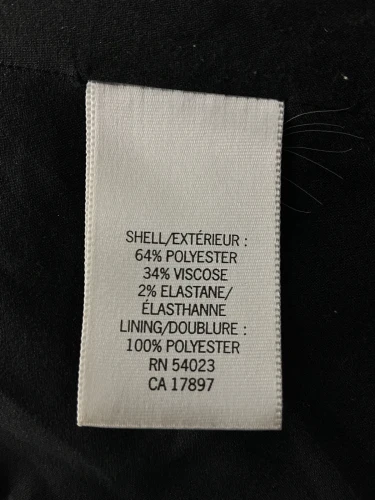 SHELL/EXTÉRIEUR :
64% POLYESTER
34% VISCOSE
2% ELASTANE/
ÉLASTHANNE
LINING/DOUBLURE :
100% POLYESTER
RN 54023
CA 17897